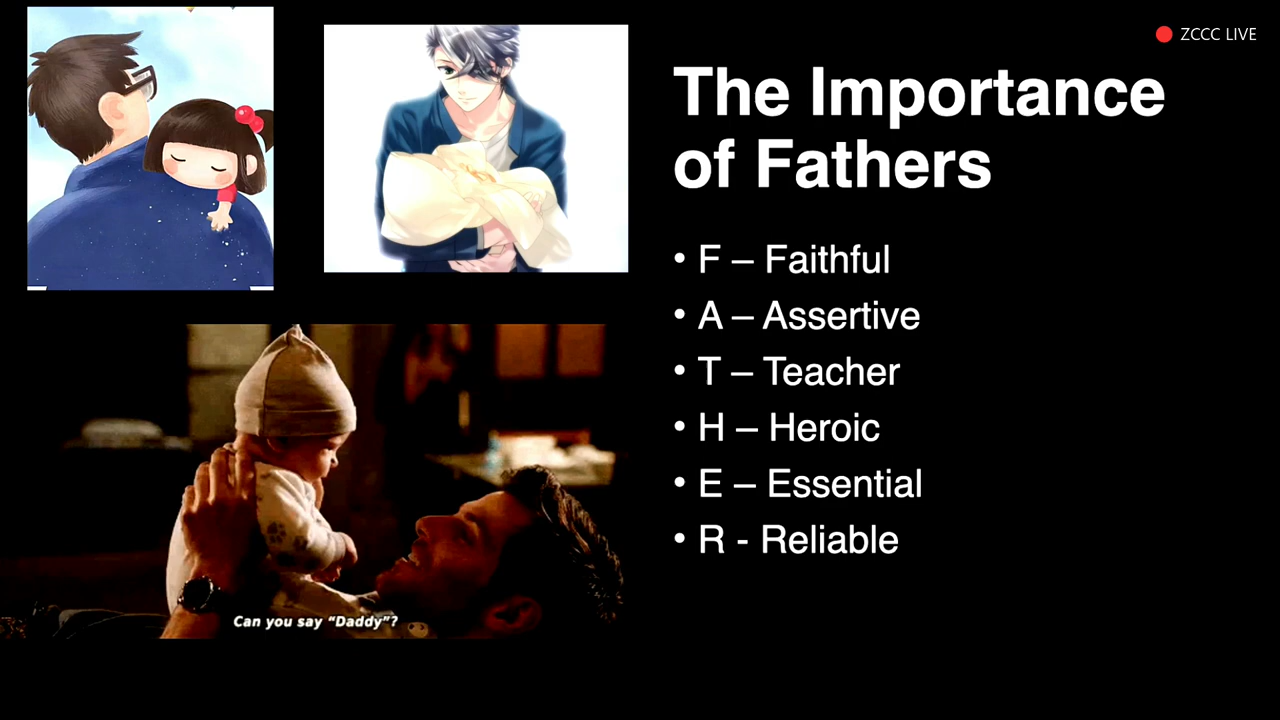 ZCCC LIVE
The Importance
of Fathers
• F – Faithful
• A – Assertive
• T – Teacher
• H – Heroic
• E – Essential
• R - Reliable
Can you say “Daddy”?